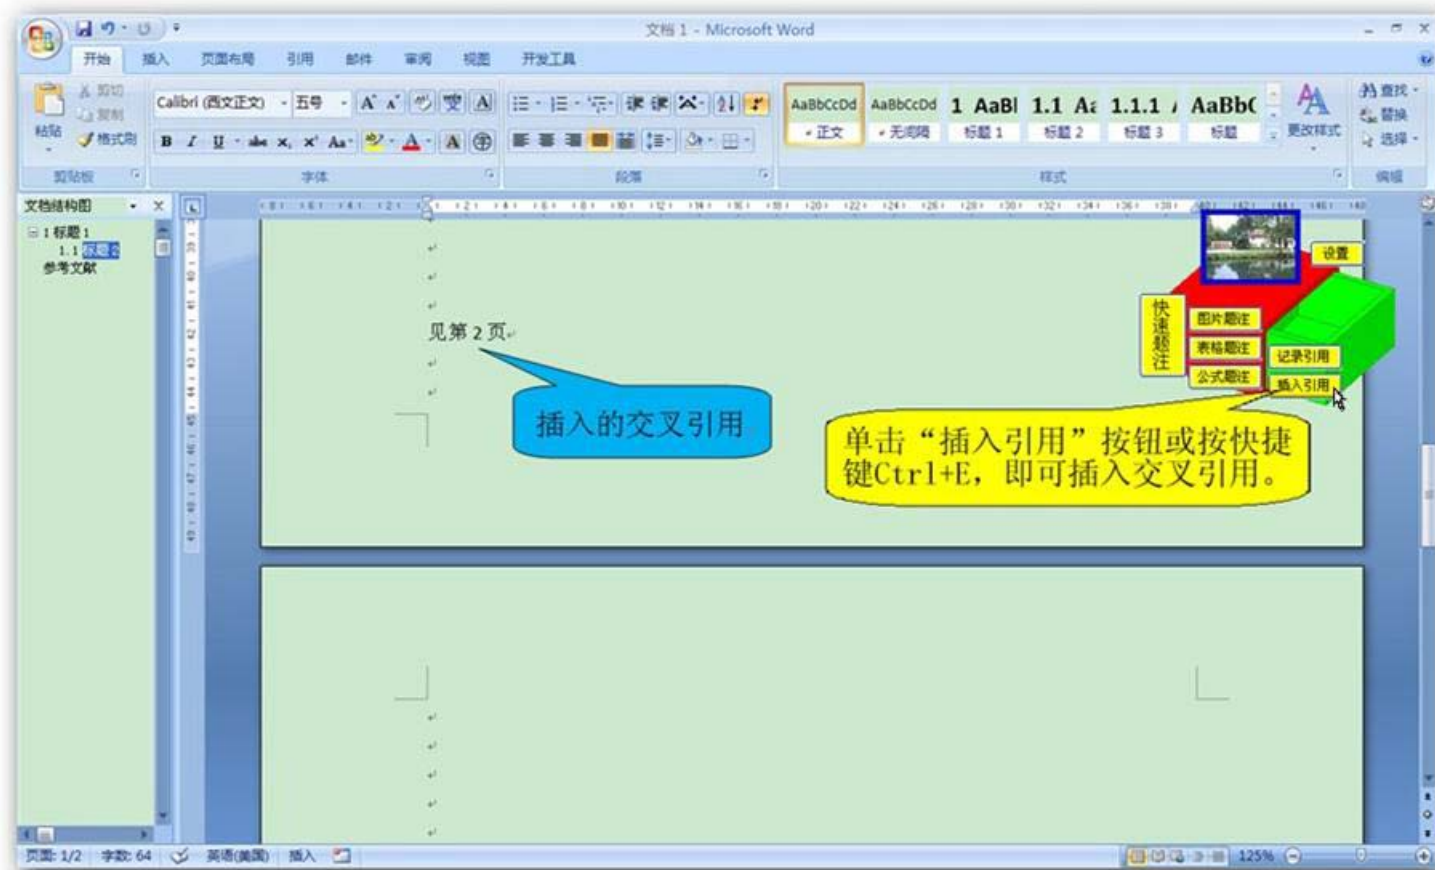 文档 1 - Microsoft Word
开始 插入 页面布局 引用 邮件 审阅 视图 开发工具
粘贴
剪切
复制
格式刷
Calibri (西文正文) 五号
B I U abc x₂ x² Aa A A
AaBbCcDd AaBbCcDd 1 AaBl 1.1 Aa 1.1.1 AaBb(
正文 无间隔 标题 1 标题 2 标题 3 标题
更改样式
查找
替换
选择
剪贴板 字体 段落 样式 编辑
文档结构图
1 标题 1
1.1 标题 2
参考文献
见第 2 页
插入的交叉引用
设置
快速题注
图片题注
表格题注
公式题注
记录引用
插入引用
单击“插入引用”按钮或按快捷
键Ctrl+E, 即可插入交叉引用。
页面: 1/2 字数: 64 英语(美国) 插入 125%